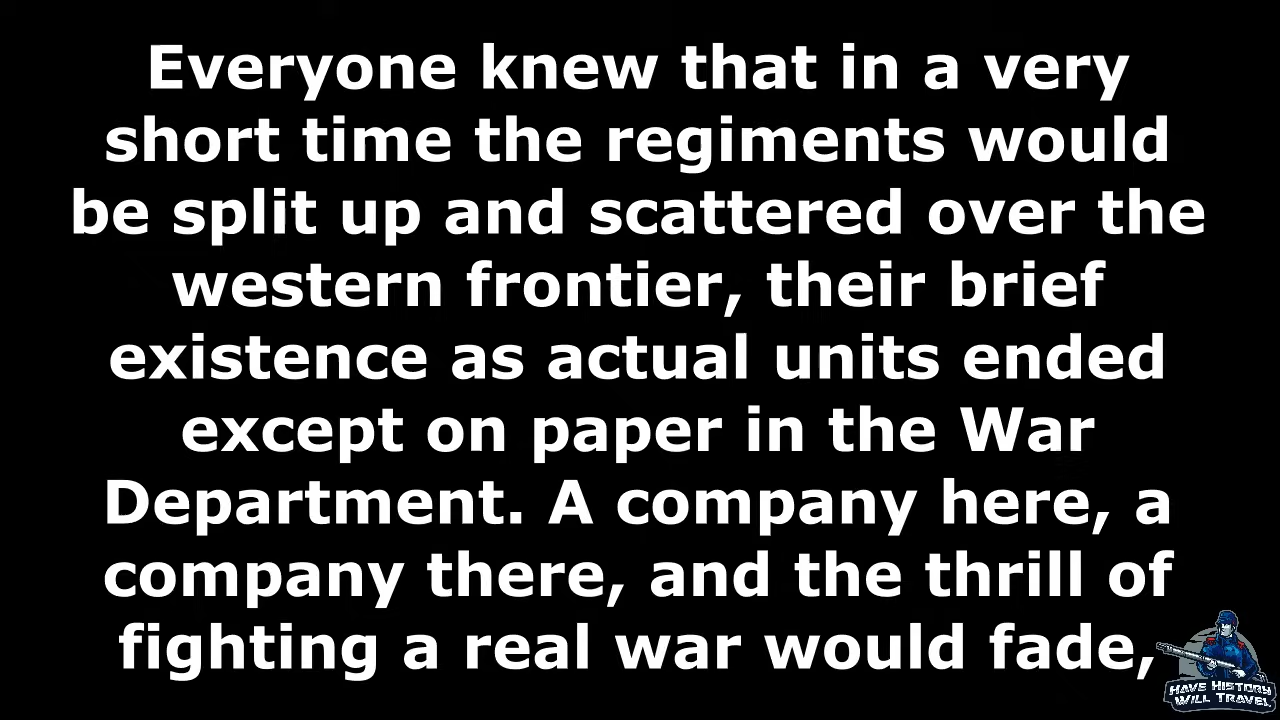 Everyone knew that in a very
short time the regiments would
be split up and scattered over the
western frontier, their brief
existence as actual units ended
except on paper in the War
Department. A company here, a
company there, and the thrill of
fighting a real war would fade,
HAVE HISTORY
WILL TRAVEL